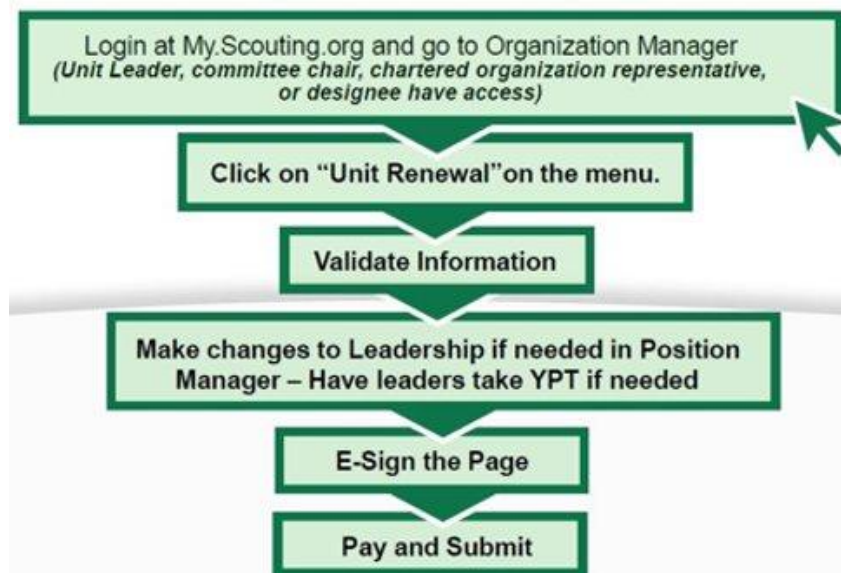 Login at My.Scouting.org and go to Organization Manager
(Unit Leader, committee chair, chartered organization representative,
or designee have access)
Click on “Unit Renewal”on the menu.
Validate Information
Make changes to Leadership if needed in Position
Manager – Have leaders take YPT if needed
E-Sign the Page
Pay and Submit